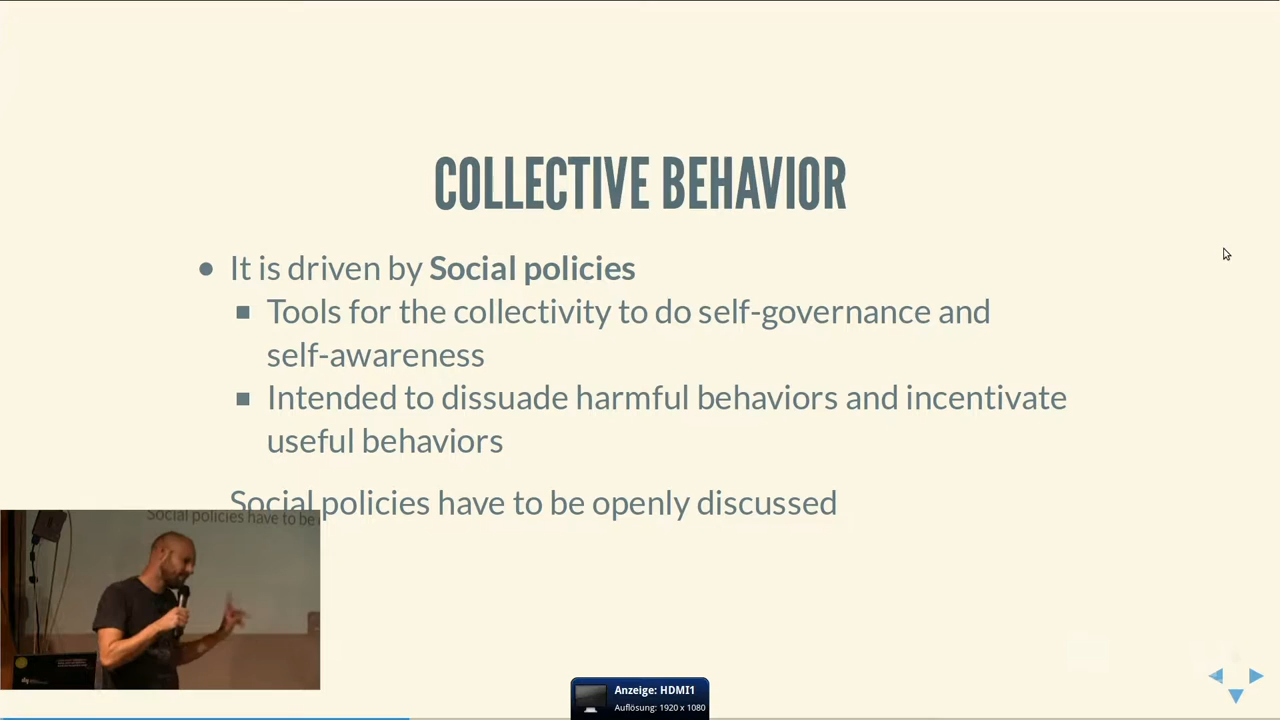 COLLECTIVE BEHAVIOR
It is driven by Social policies
Tools for the collectivity to do self-governance and
self-awareness
Intended to dissuade harmful behaviors and incentivate
useful behaviors
Social policies have to be openly discussed
Social policies have to be
Anzeige: HDMI1
Auflösung: 1920 x 1080